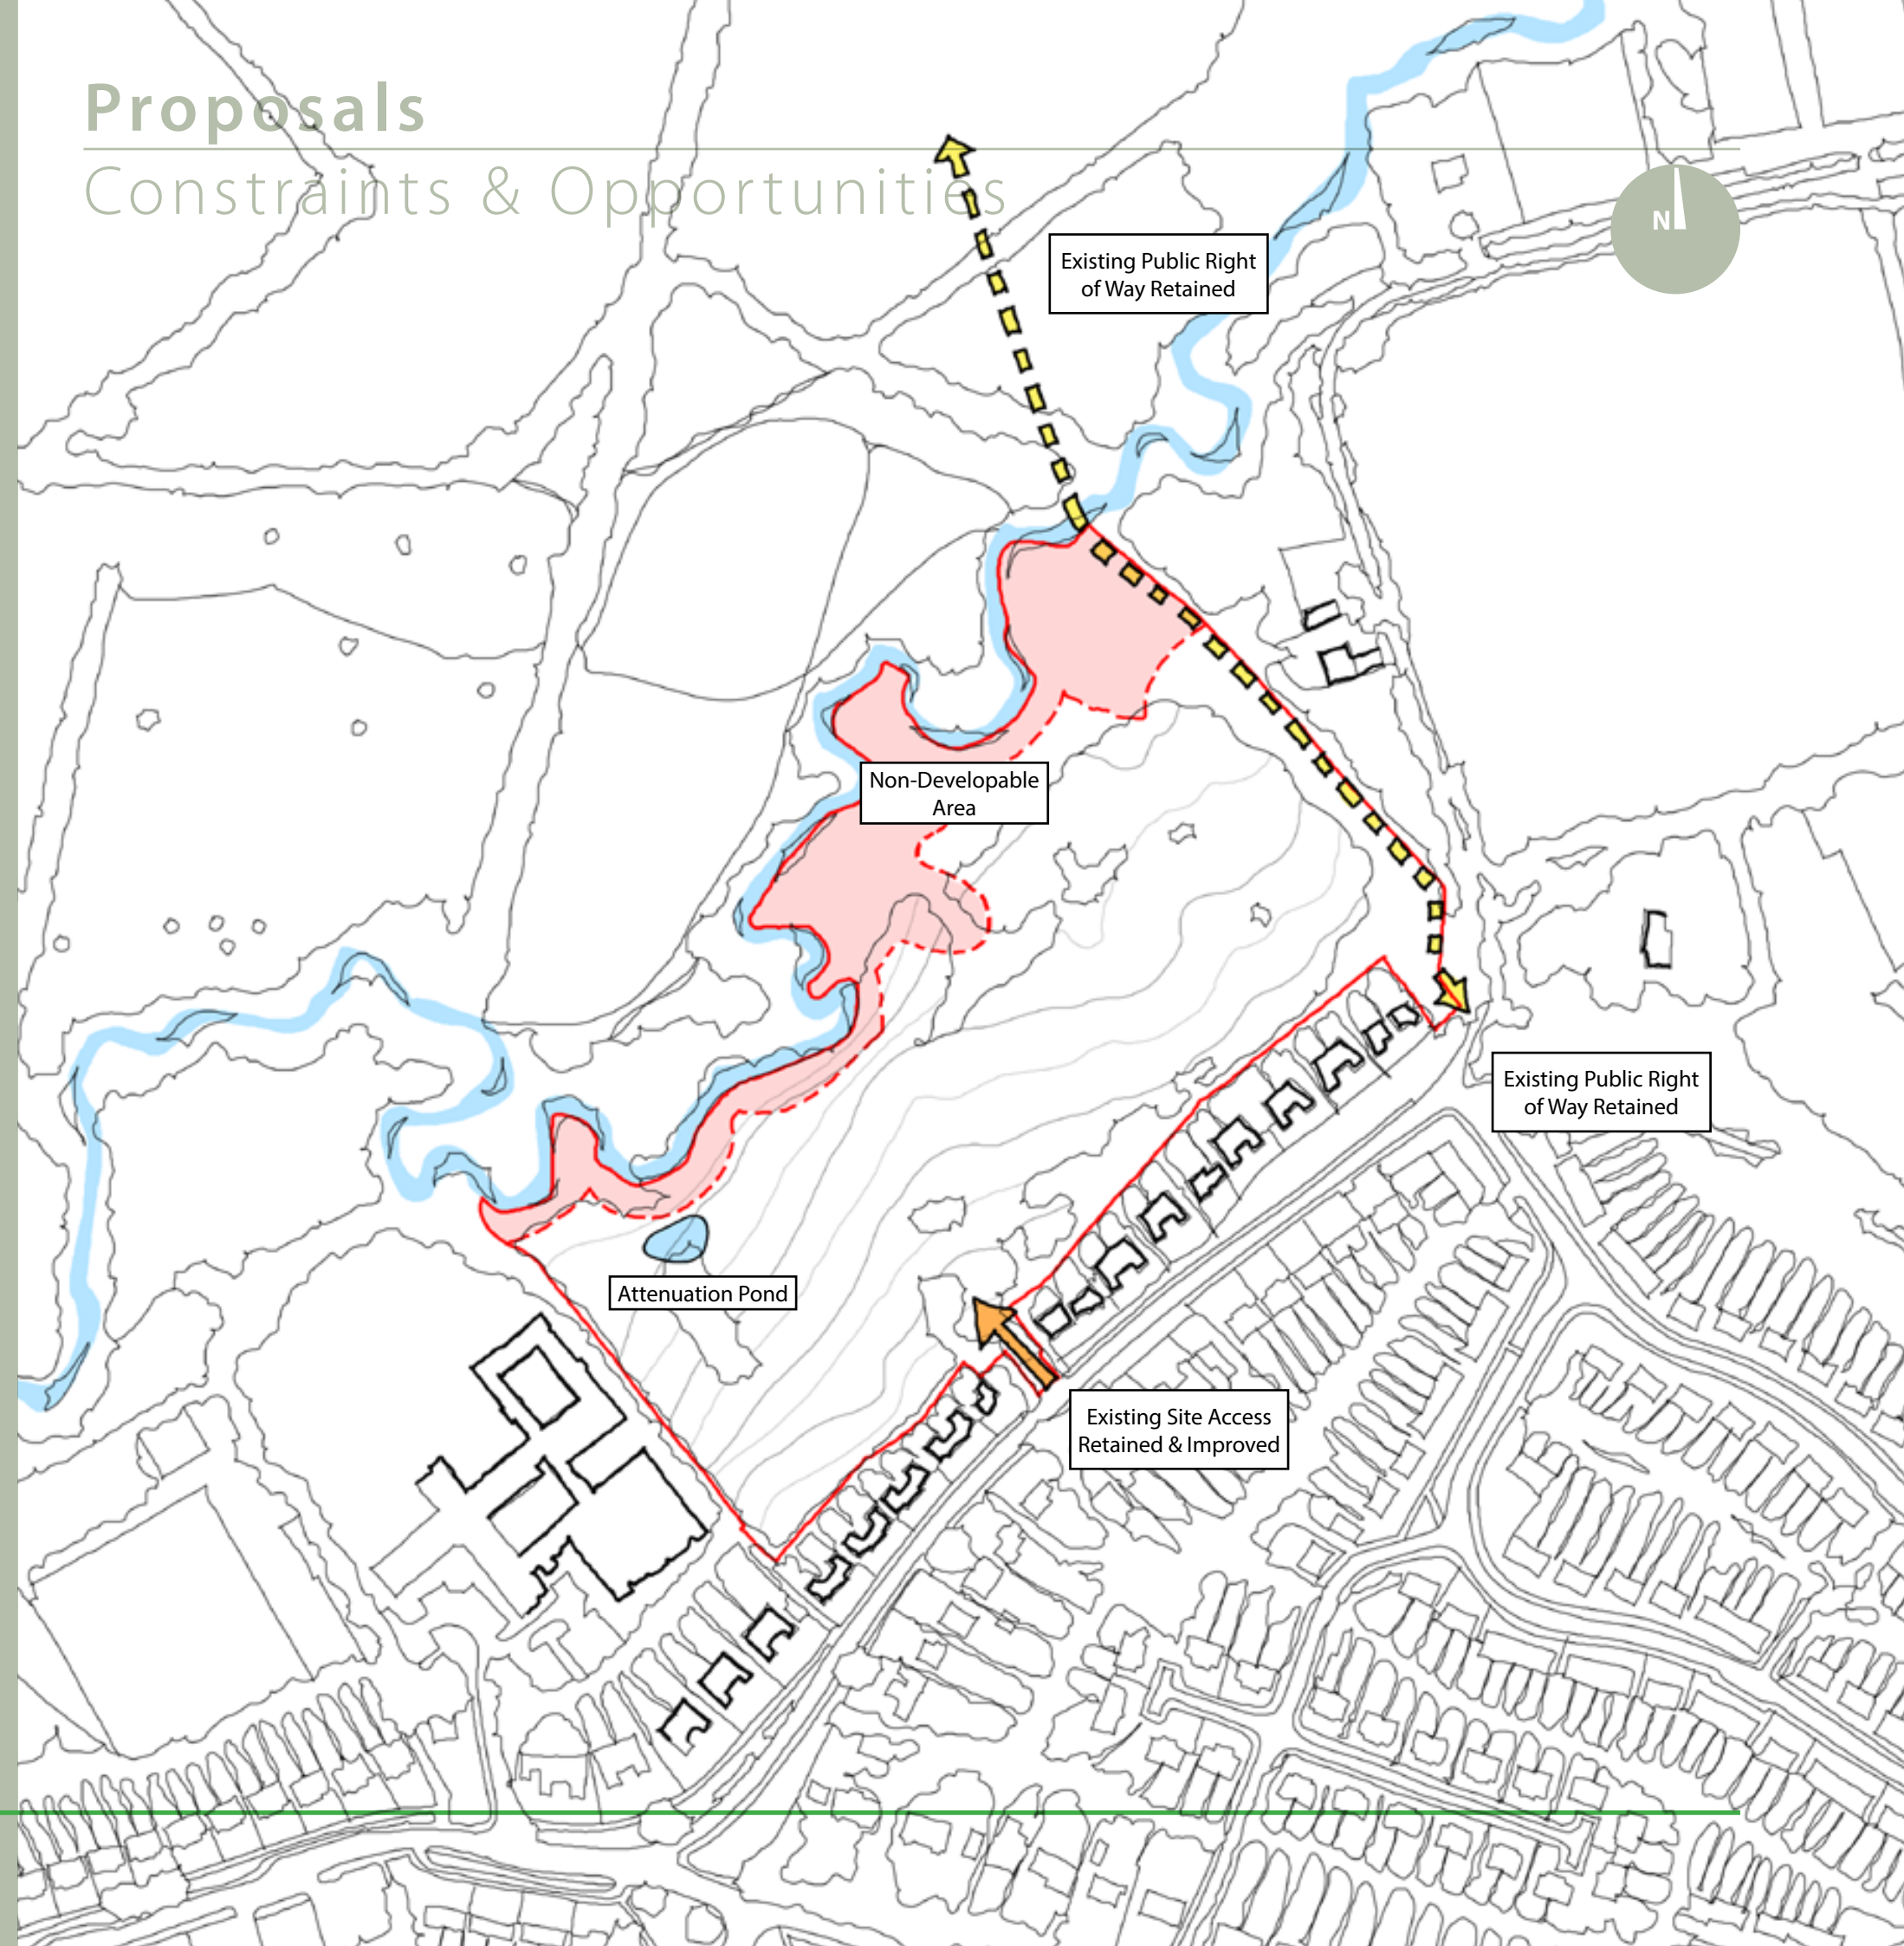 Proposals
Constraints & Opportunities
N
Existing Public Right
of Way Retained
Non-Developable
Area
Existing Public Right
of Way Retained
Attenuation Pond
Existing Site Access
Retained & Improved